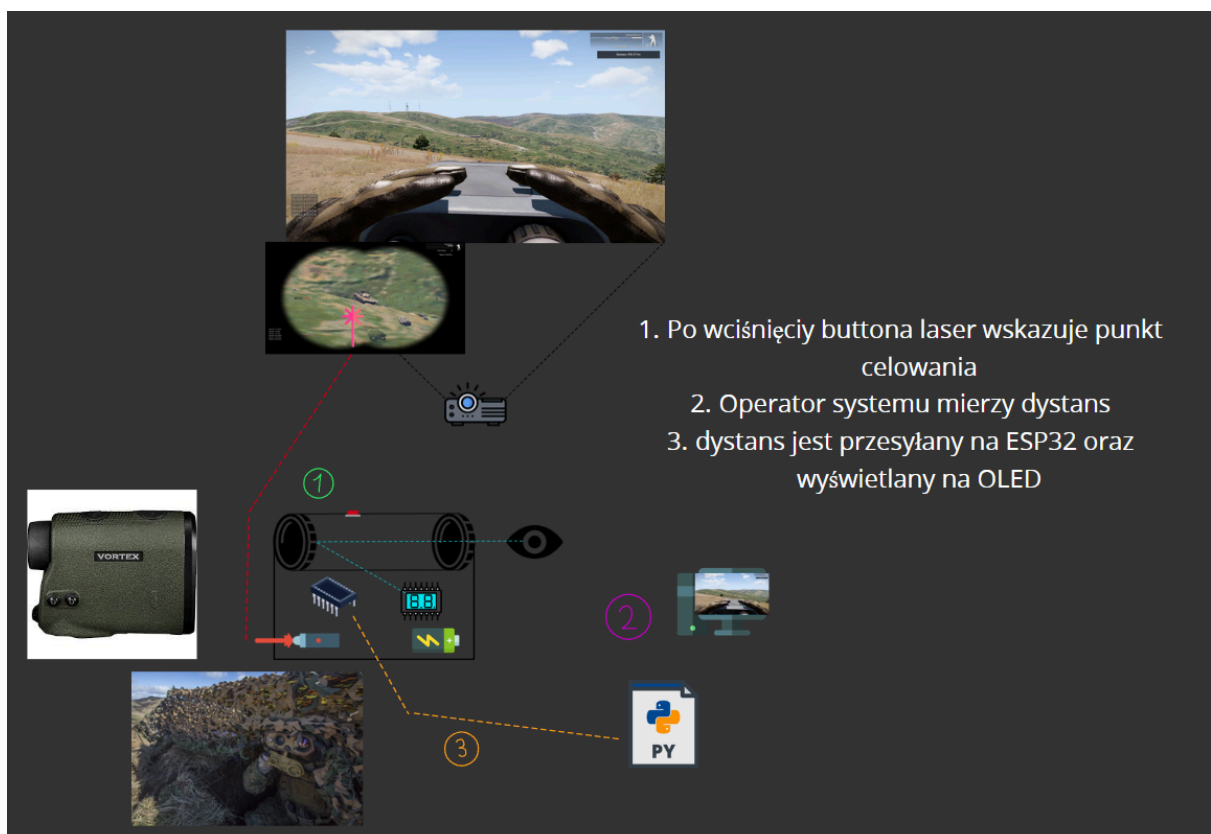 1. Po wciśnięciy buttona laser wskazuje punkt
celowania
2. Operator systemu mierzy dystans
3. dystans jest przesyłany na ESP32 oraz
wyświetlany na OLED
1
VORTEX
2
3
PY